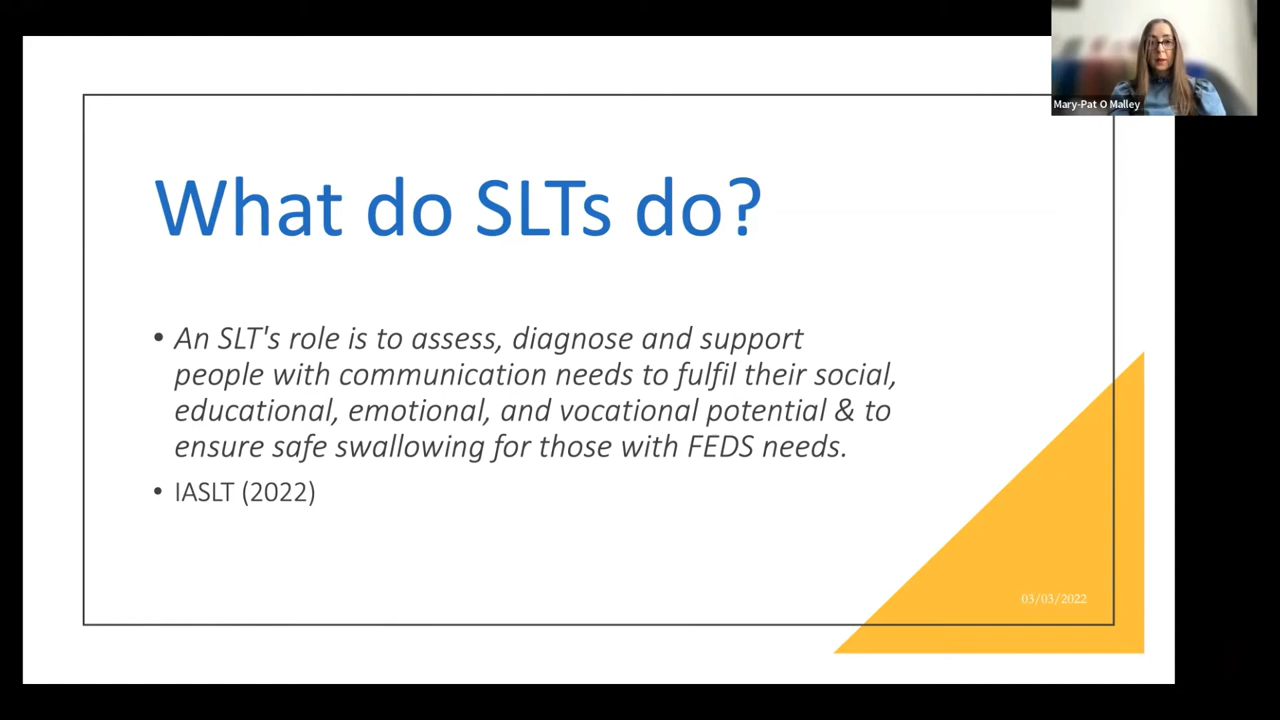 Mary-Pat O Malley
What do SLTs do?
• An SLT's role is to assess, diagnose and support
people with communication needs to fulfil their social,
educational, emotional, and vocational potential & to
ensure safe swallowing for those with FEDS needs.
• IASLT (2022)
03/03/2022